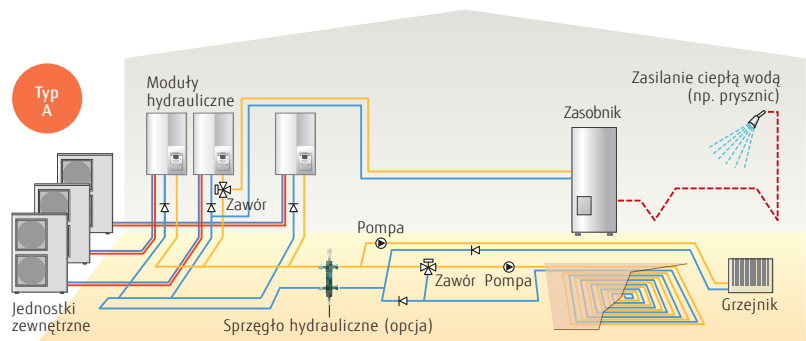 Typ
A
Moduły
hydrauliczne
Zasilanie ciepłą wodą
(np. prysznic)
Zasobnik
Zawór
Pompa
Zawór
Pompa
Jednostki
zewnętrzne
Sprzęgło hydrauliczne (opcja)
Grzejnik